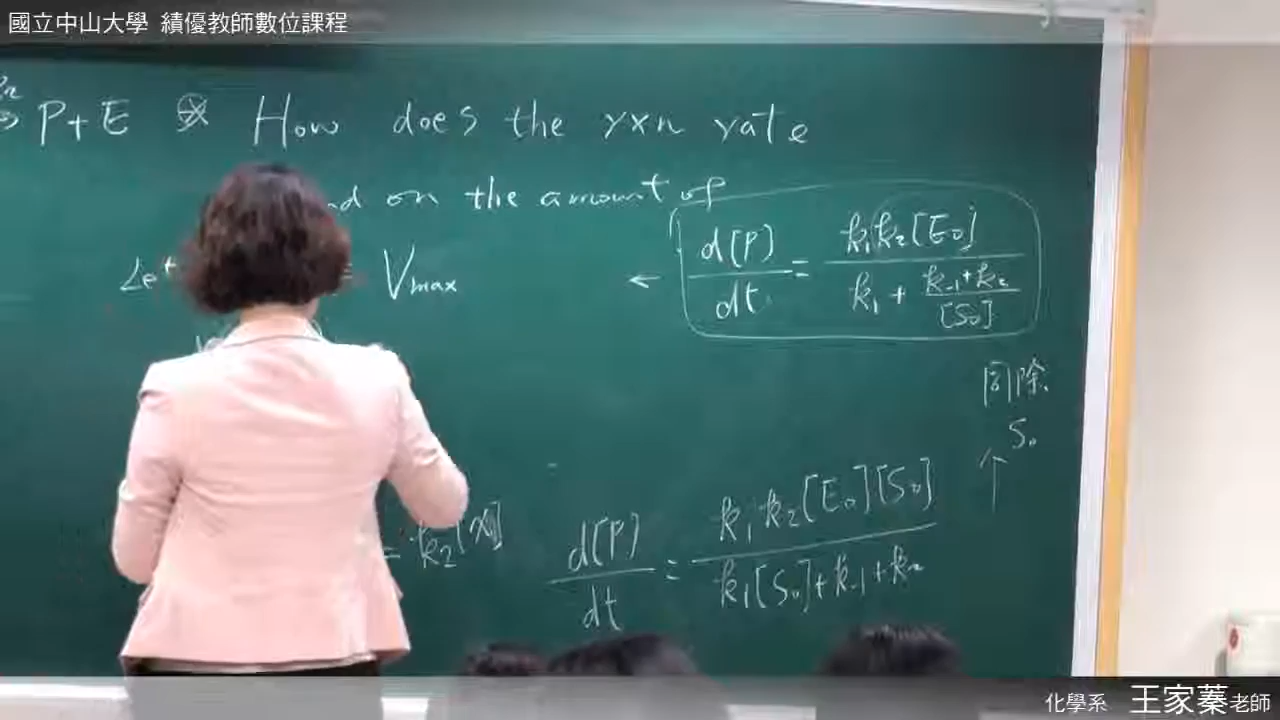 國立中山大學 績優教師數位課程
P+E ⊗ How does the rxn rate
nd on the amount of
Let = Vmax
← d[P]/dt = k₁k₂[E₀] / (k₁ + (k₋₁+k₂)/[S₀])
同除
S₀
↑
= k₂[X]
d[P]/dt = k₁k₂[E₀][S₀] / (k₁[S₀]+k₋₁+k₂)
化學系 王家蓁老師